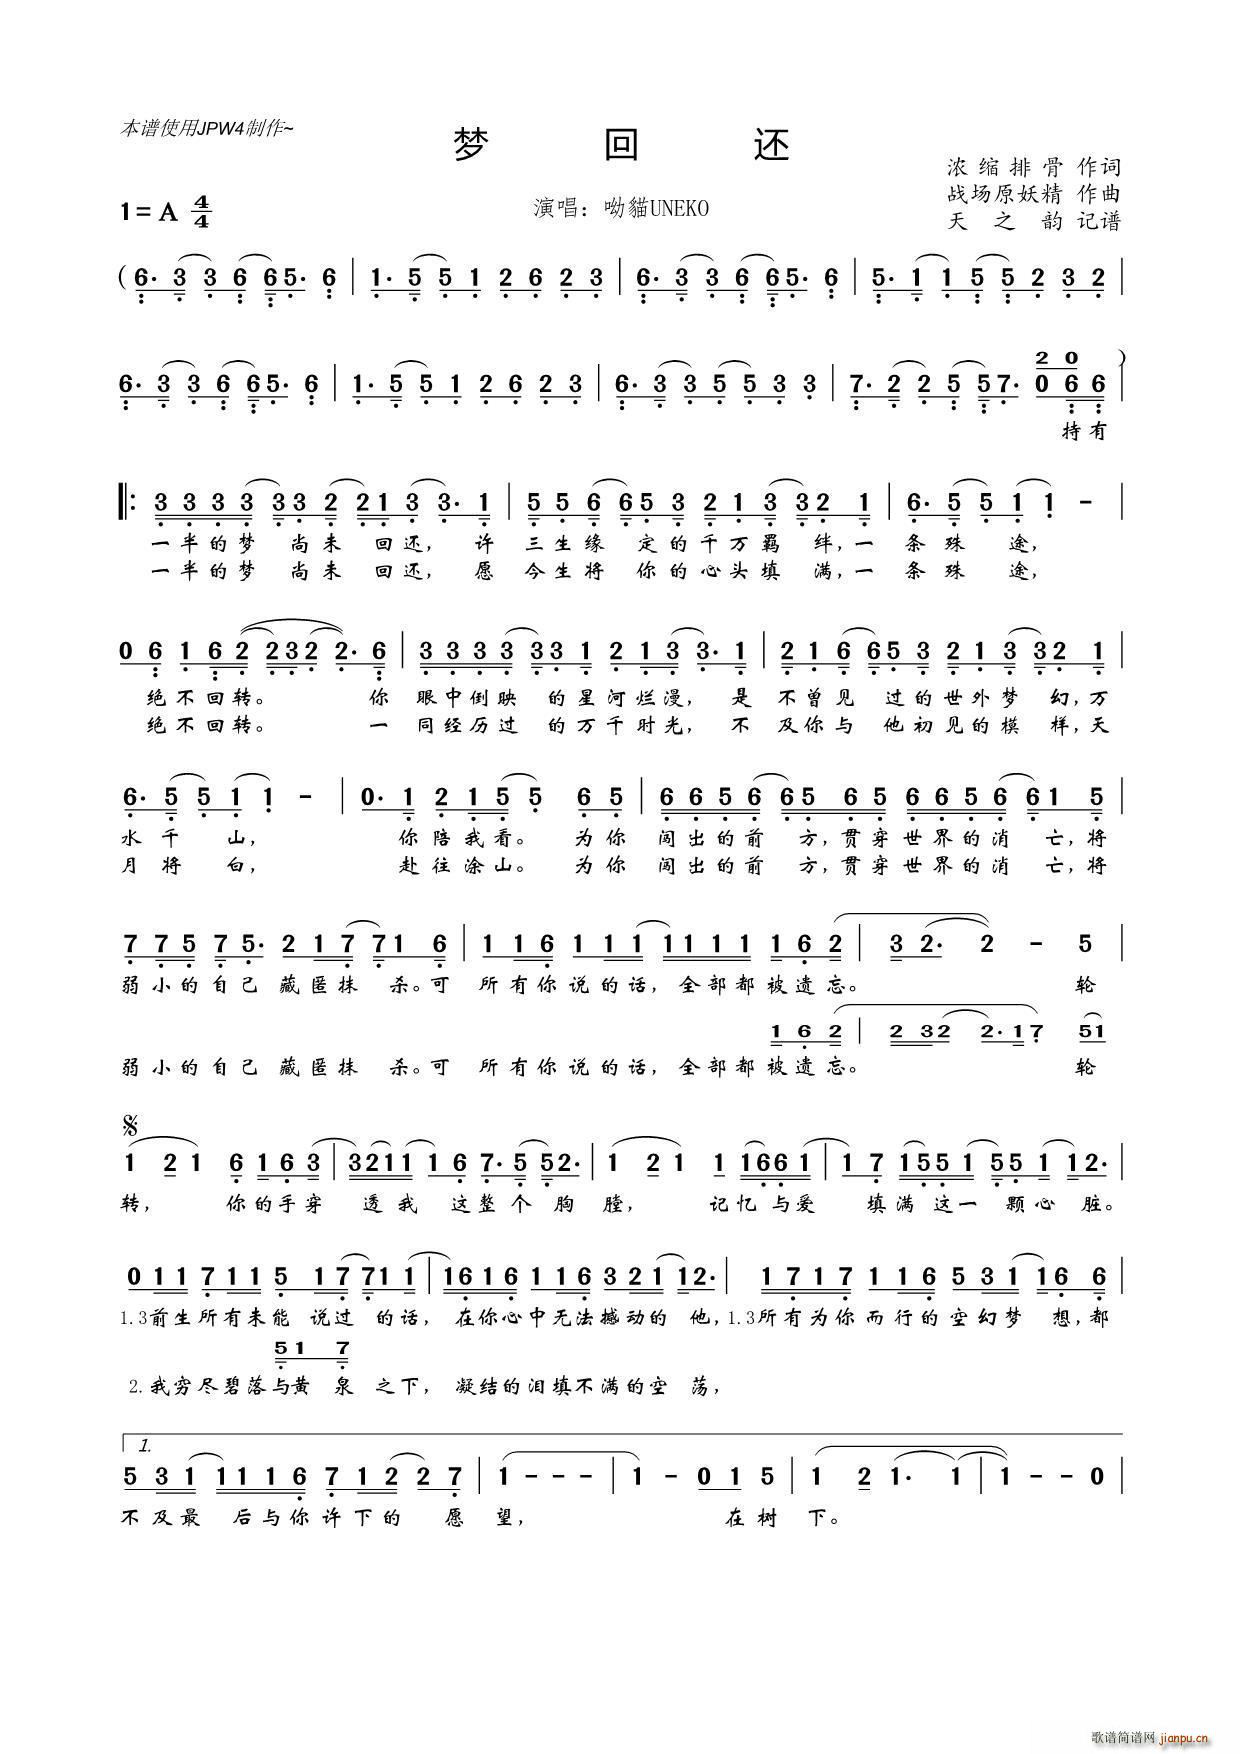 本谱使用JPW4制作~
梦 回 还
浓缩排骨 作词
战场原妖精 作曲
天之韵 记谱
1=A 4/4
演唱：呦貓UNEKO
( 6· 3 3 6 6 5· 6 | 1· 5 5 1 2 6 2 3 | 6· 3 3 6 6 5· 6 | 5· 1 1 5 5 2 3 2 |
2 0 )
6· 3 3 6 6 5· 6 | 1· 5 5 1 2 6 2 3 | 6· 3 3 5 5 3 3 | 7· 2 2 5 5 7· 0 6 6 |
持有
‖: 3 3 3 3 3 3 2 2 1 3 3· 1 | 5 5 6 6 5 3 2 1 3 3 2 1 | 6· 5 5 1 1 - |
一半的梦 尚未 回还， 许 三生缘 定的千万羁 绊，一 条殊 途，
一半的梦 尚未 回还， 愿 今生将 你的心头填 满，一 条殊 途，
0 6 1 6 2 2 3 2 2· 6 | 3 3 3 3 3 3 1 2 1 3 3· 1 | 2 1 6 6 5 3 2 1 3 3 2 1 |
绝不回转。 你 眼中倒映 的星河烂漫， 是 不曾见 过的世外梦 幻，万
绝不回转。 一 同经历过 的万千时光， 不 及你与 他初见的模 样，天
6· 5 5 1 1 - | 0· 1 2 1 5 5 6 5 | 6 6 5 6 6 5 6 5 6 6 5 6 6 1 5 |
水千 山， 你陪我看。 为你 闯出的前 方，贯穿世界的消 亡，将
月将 白， 赴往涂山。 为你 闯出的前 方，贯穿世界的消 亡，将
7 7 5 7 5· 2 1 7 7 1 6 | 1 1 6 1 1 1 1 1 1 1 1 6 2 | 3 2· 2 - 5 |
弱小的自己 藏匿抹 杀。可 所有你说的话，全部都被遗忘。 轮
1 6 2 | 2 3 2 2· 1 7 5 1
弱小的自己 藏匿抹 杀。可 所有你说的话，全部都被遗忘。 轮
𝄋
1 2 1 6 1 6 3 | 3 2 1 1 1 6 7· 5 5 2· | 1 2 1 1 1 6 6 1 | 1 7 1 5 5 1 5 5 1 1 2· |
转， 你的手穿 透我 这整个胸 膛， 记忆与爱 填满这一 颗心 脏。
0 1 1 7 1 1 5 1 7 7 1 1 | 1 6 1 6 1 1 6 3 2 1 1 2· | 1 7 1 7 1 1 6 5 3 1 1 6 6 |
1.3前生所有未能 说过 的话， 在你心中无法撼动的 他，1.3所有为你而行的空幻梦 想，都
5 1 7
2.我穷尽碧落与黄 泉 之下， 凝结的泪填不满的空 荡，
1.
5 3 1 1 1 1 6 7 1 2 2 7 | 1 - - - | 1 - 0 1 5 | 1 2 1· 1 | 1 - - 0 |
不及最 后与你许下的 愿 望， 在树 下。
歌谱简谱网 jianpu.cn